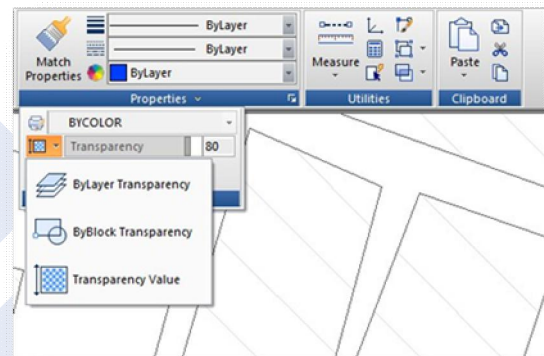 ByLayer
ByLayer
ByLayer
Match
Properties
Measure
Paste
Properties
Utilities
Clipboard
BYCOLOR
Transparency 80
ByLayer Transparency
ByBlock Transparency
Transparency Value